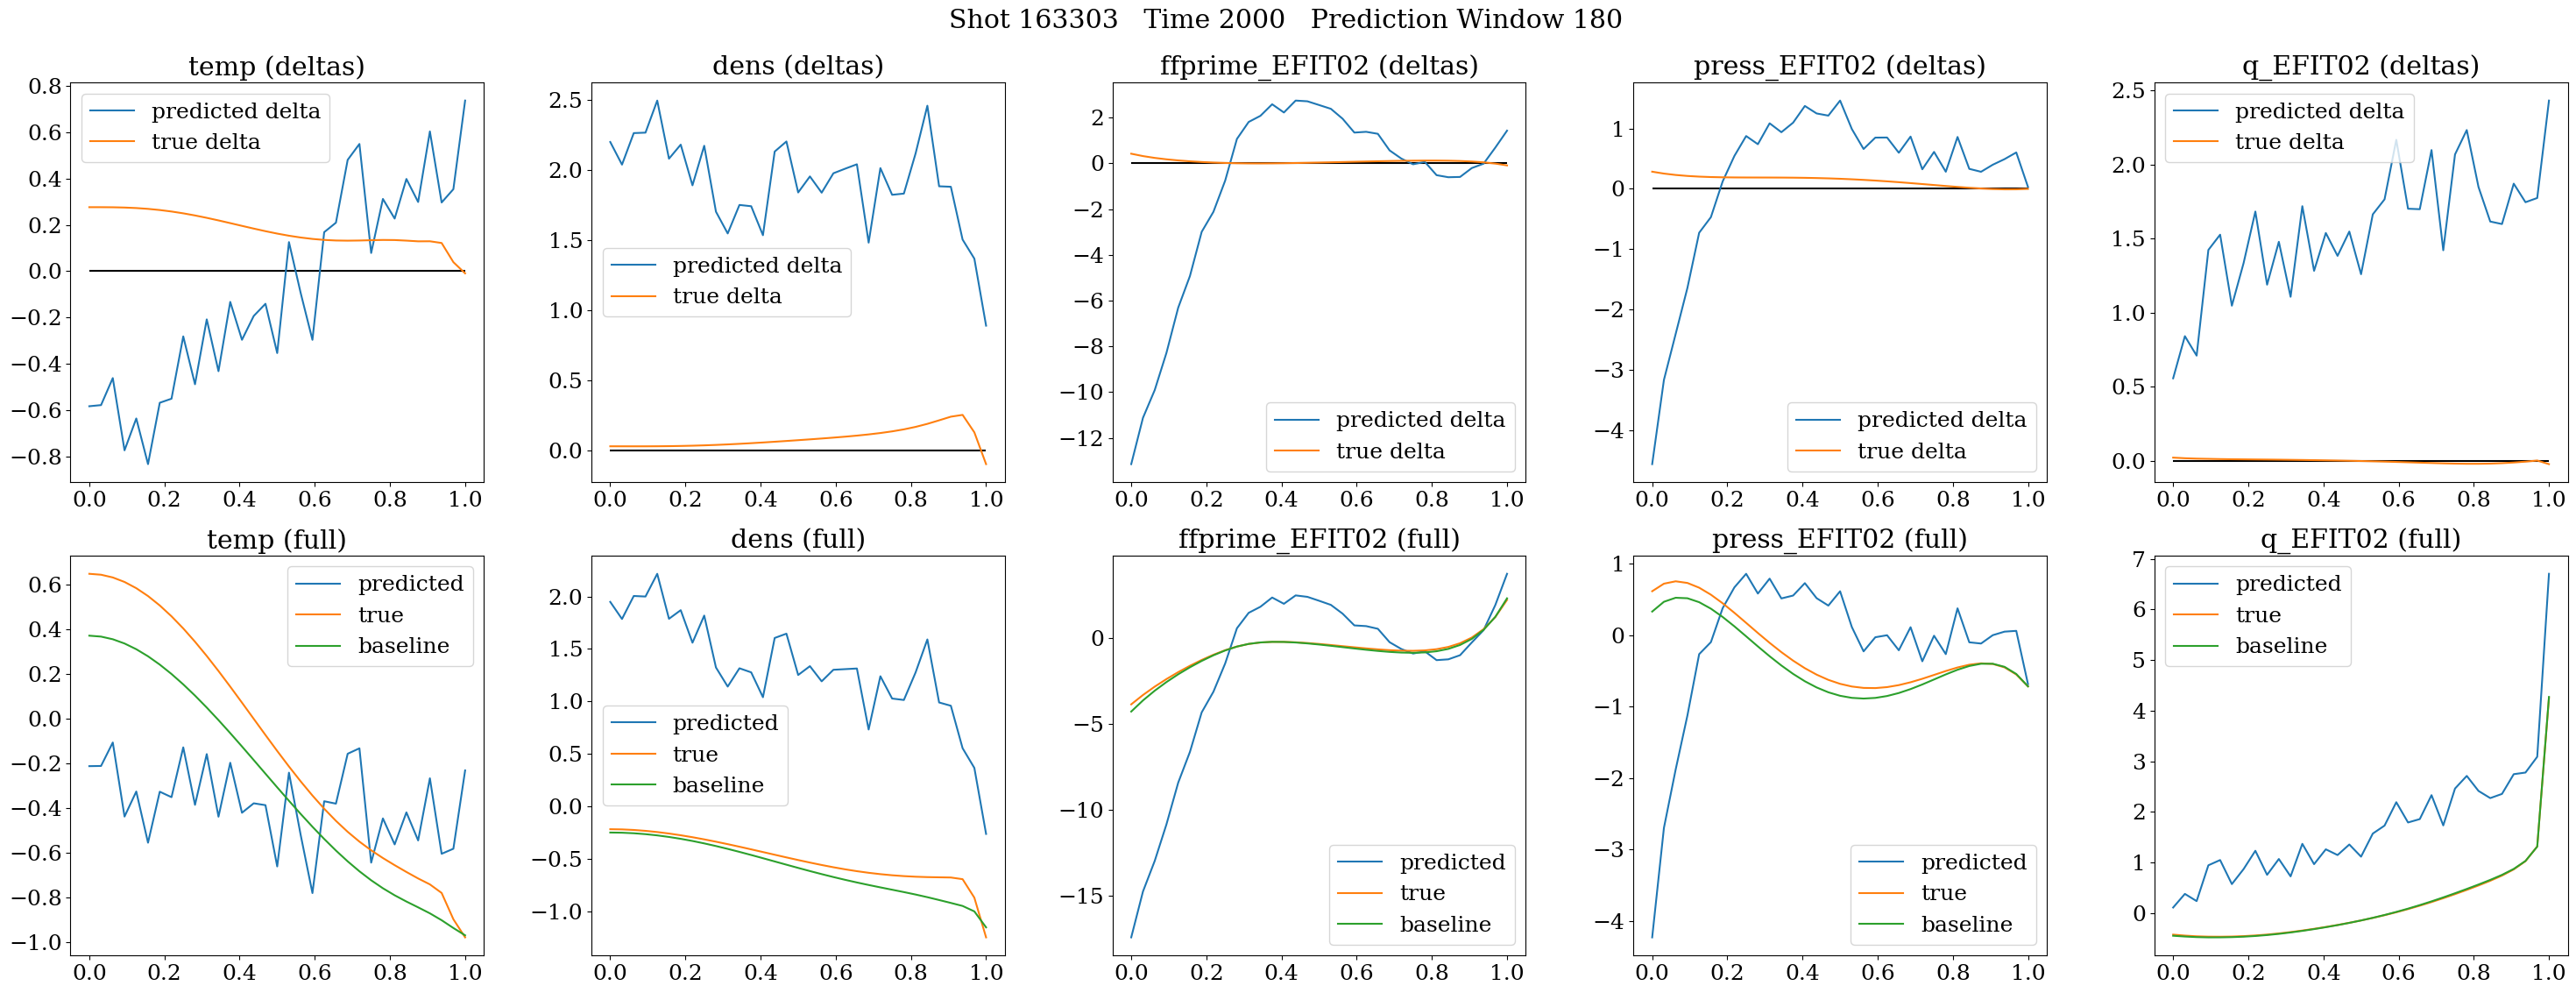 Shot 163303   Time 2000   Prediction Window 180
temp (deltas)
0.8
0.6
0.4
0.2
0.0
−0.2
−0.4
−0.6
−0.8
0.0 0.2 0.4 0.6 0.8 1.0
predicted delta
true delta
dens (deltas)
2.5
2.0
1.5
1.0
0.5
0.0
0.0 0.2 0.4 0.6 0.8 1.0
predicted delta
true delta
ffprime_EFIT02 (deltas)
2
0
−2
−4
−6
−8
−10
−12
0.0 0.2 0.4 0.6 0.8 1.0
predicted delta
true delta
press_EFIT02 (deltas)
1
0
−1
−2
−3
−4
0.0 0.2 0.4 0.6 0.8 1.0
predicted delta
true delta
q_EFIT02 (deltas)
2.5
2.0
1.5
1.0
0.5
0.0
0.0 0.2 0.4 0.6 0.8 1.0
predicted delta
true delta
temp (full)
0.6
0.4
0.2
0.0
−0.2
−0.4
−0.6
−0.8
−1.0
0.0 0.2 0.4 0.6 0.8 1.0
predicted
true
baseline
dens (full)
2.0
1.5
1.0
0.5
0.0
−0.5
−1.0
0.0 0.2 0.4 0.6 0.8 1.0
predicted
true
baseline
ffprime_EFIT02 (full)
0
−5
−10
−15
0.0 0.2 0.4 0.6 0.8 1.0
predicted
true
baseline
press_EFIT02 (full)
1
0
−1
−2
−3
−4
0.0 0.2 0.4 0.6 0.8 1.0
predicted
true
baseline
q_EFIT02 (full)
7
6
5
4
3
2
1
0
0.0 0.2 0.4 0.6 0.8 1.0
predicted
true
baseline